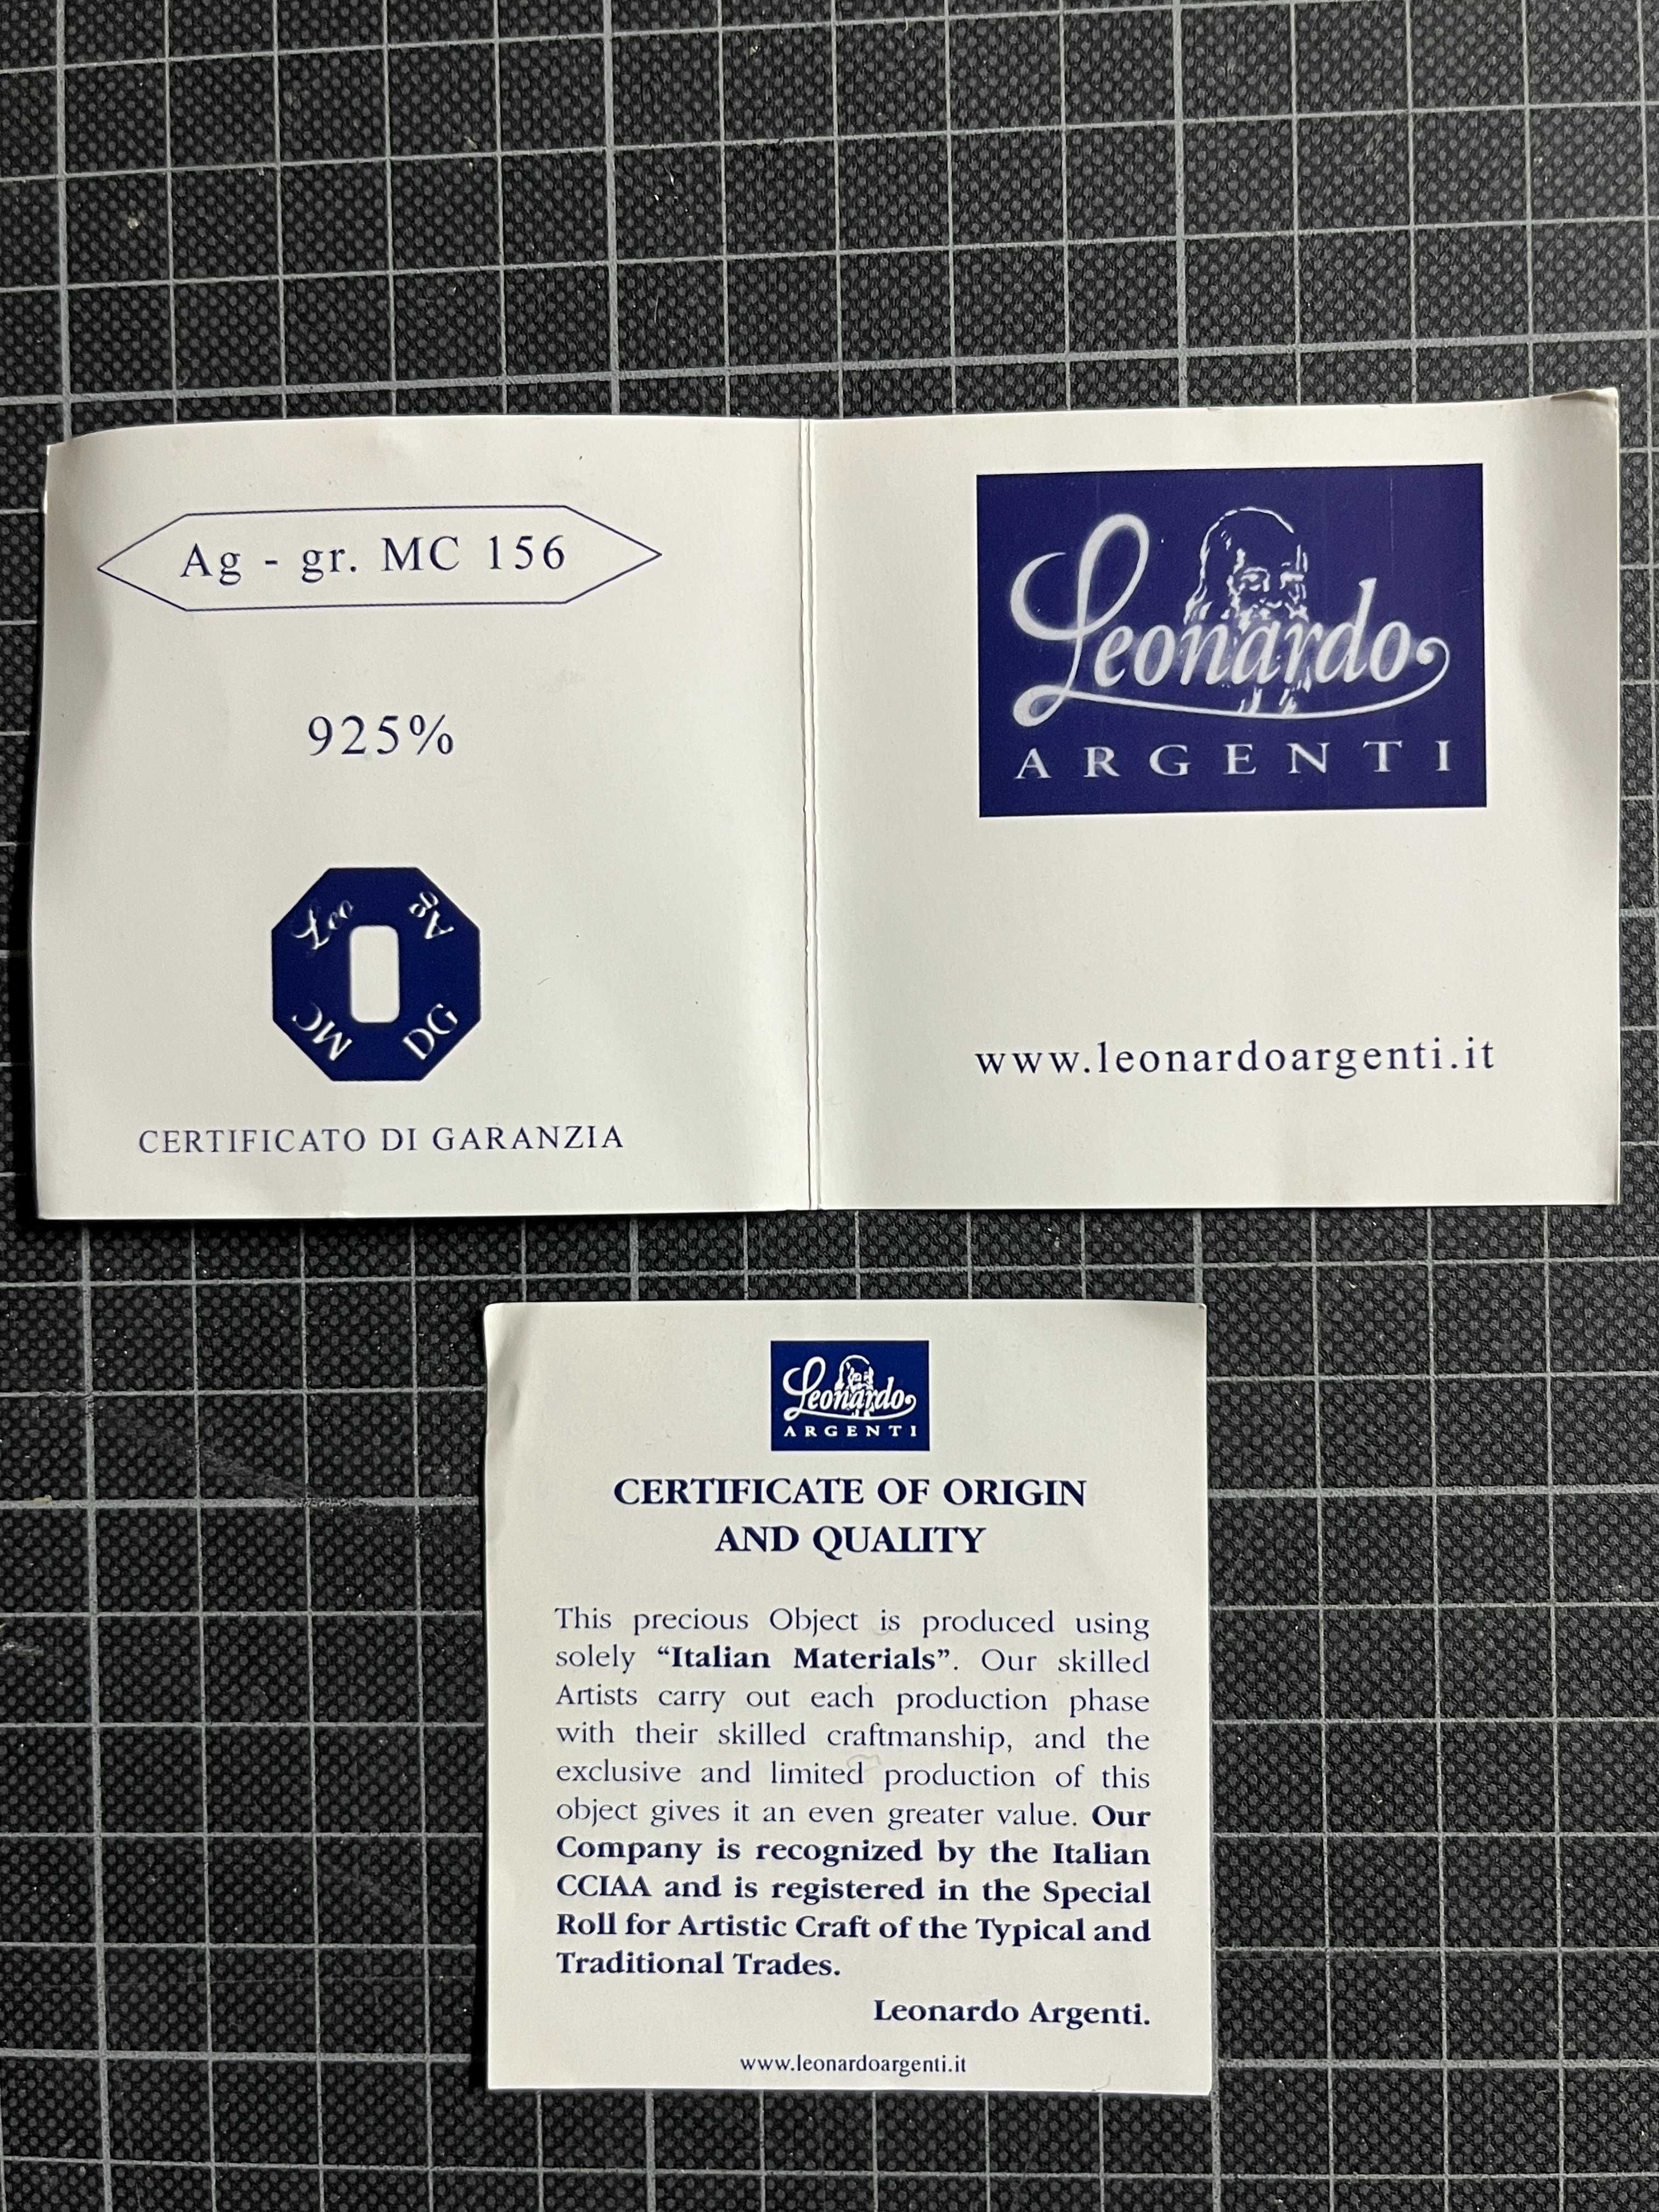 Ag - gr. MC 156
925%
Leo Ag
MC DG
CERTIFICATO DI GARANZIA
Leonardo
ARGENTI
www.leonardoargenti.it
Leonardo
ARGENTI
CERTIFICATE OF ORIGIN
AND QUALITY
This precious Object is produced using
solely “Italian Materials”. Our skilled
Artists carry out each production phase
with their skilled craftmanship, and the
exclusive and limited production of this
object gives it an even greater value. Our
Company is recognized by the Italian
CCIAA and is registered in the Special
Roll for Artistic Craft of the Typical and
Traditional Trades.
Leonardo Argenti.
www.leonardoargenti.it